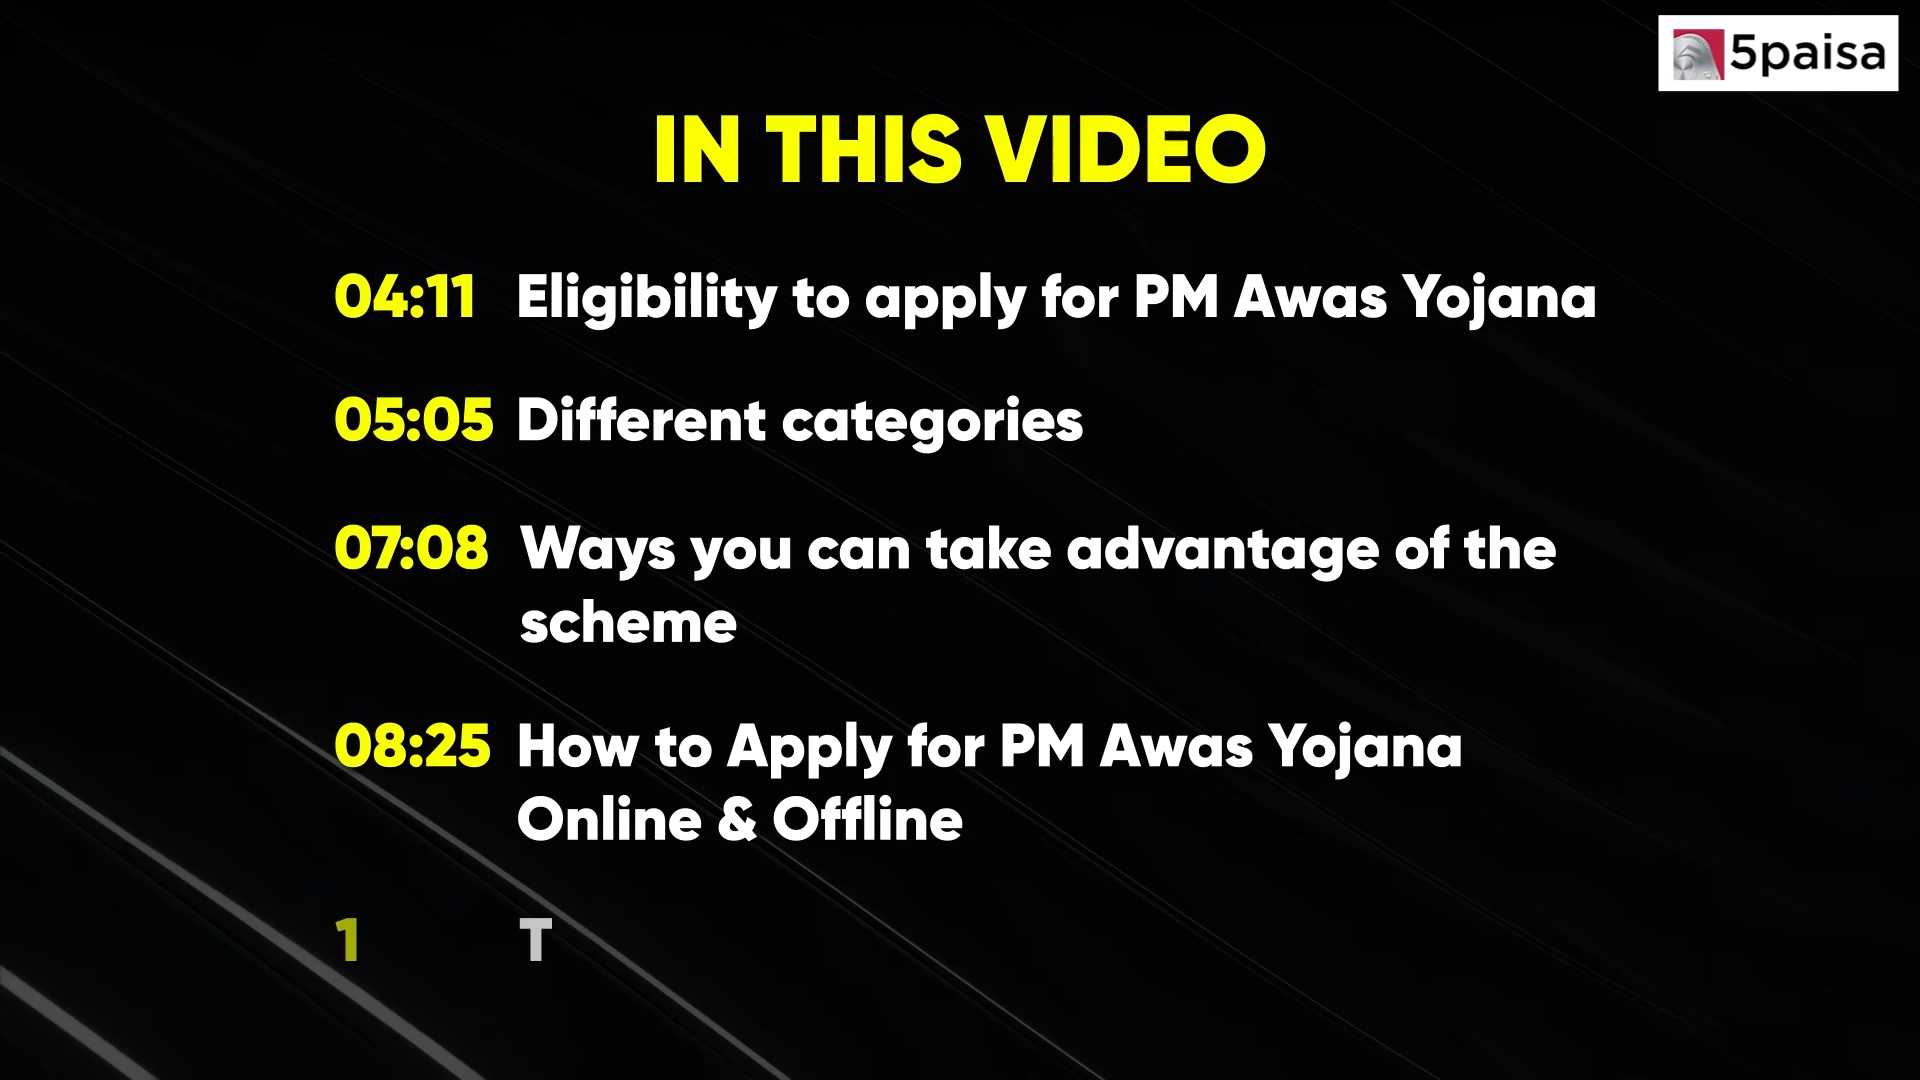 5paisa
IN THIS VIDEO
04:11 Eligibility to apply for PM Awas Yojana
05:05 Different categories
07:08 Ways you can take advantage of the
scheme
08:25 How to Apply for PM Awas Yojana
Online & Offline
1 T